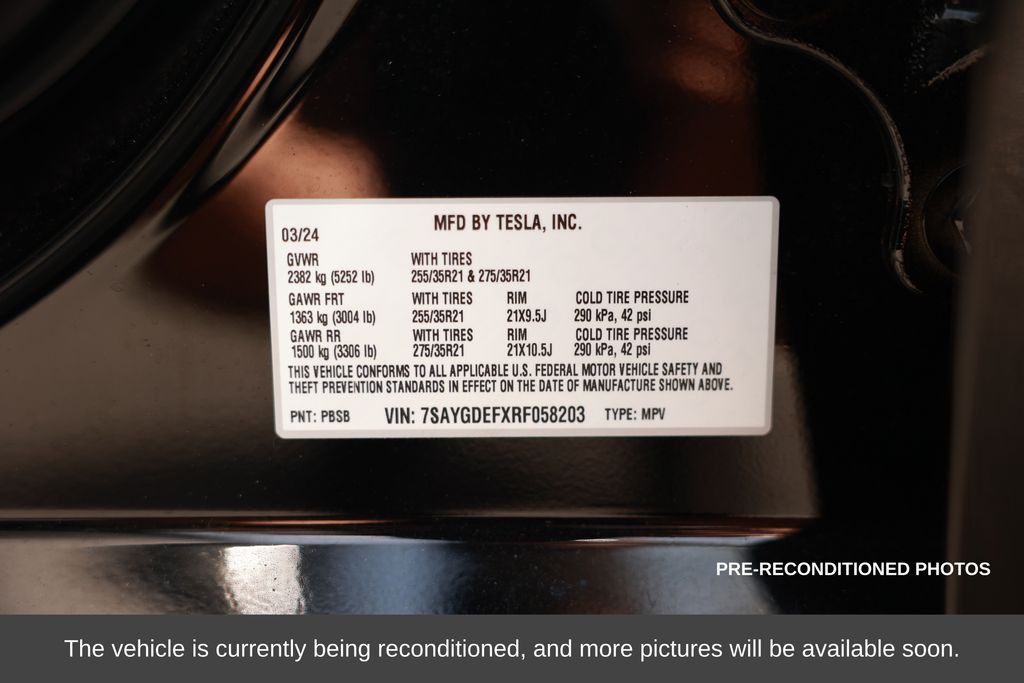 MFD BY TESLA, INC.
03/24
GVWR WITH TIRES
2382 kg (5252 lb) 255/35R21 & 275/35R21
GAWR FRT WITH TIRES RIM COLD TIRE PRESSURE
1363 kg (3004 lb) 255/35R21 21X9.5J 290 kPa, 42 psi
GAWR RR WITH TIRES RIM COLD TIRE PRESSURE
1500 kg (3306 lb) 275/35R21 21X10.5J 290 kPa, 42 psi
THIS VEHICLE CONFORMS TO ALL APPLICABLE U.S. FEDERAL MOTOR VEHICLE SAFETY AND
THEFT PREVENTION STANDARDS IN EFFECT ON THE DATE OF MANUFACTURE SHOWN ABOVE.
PNT: PBSB VIN: 7SAYGDEFXRF058203 TYPE: MPV
PRE-RECONDITIONED PHOTOS
The vehicle is currently being reconditioned, and more pictures will be available soon.